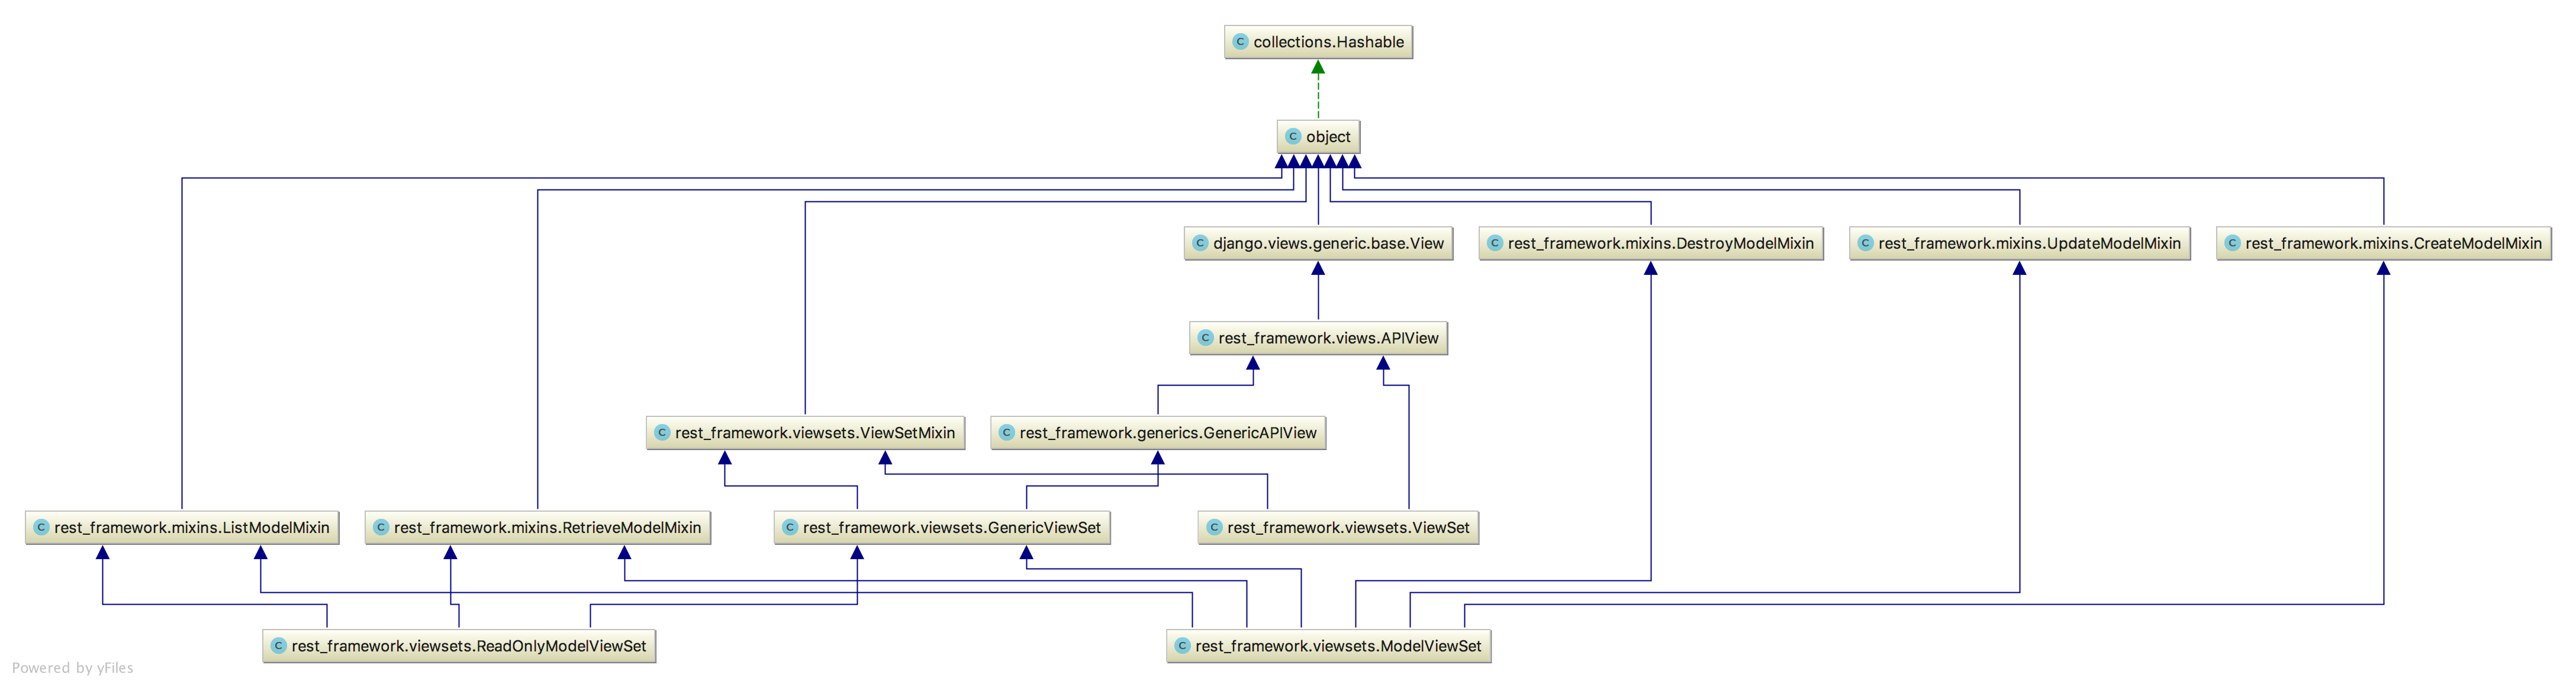 C collections.Hashable
C object
C django.views.generic.base.View
C rest_framework.mixins.DestroyModelMixin
C rest_framework.mixins.UpdateModelMixin
C rest_framework.mixins.CreateModelMixin
C rest_framework.views.APIView
C rest_framework.viewsets.ViewSetMixin
C rest_framework.generics.GenericAPIView
C rest_framework.mixins.ListModelMixin
C rest_framework.mixins.RetrieveModelMixin
C rest_framework.viewsets.GenericViewSet
C rest_framework.viewsets.ViewSet
C rest_framework.viewsets.ReadOnlyModelViewSet
C rest_framework.viewsets.ModelViewSet
Powered by yFiles